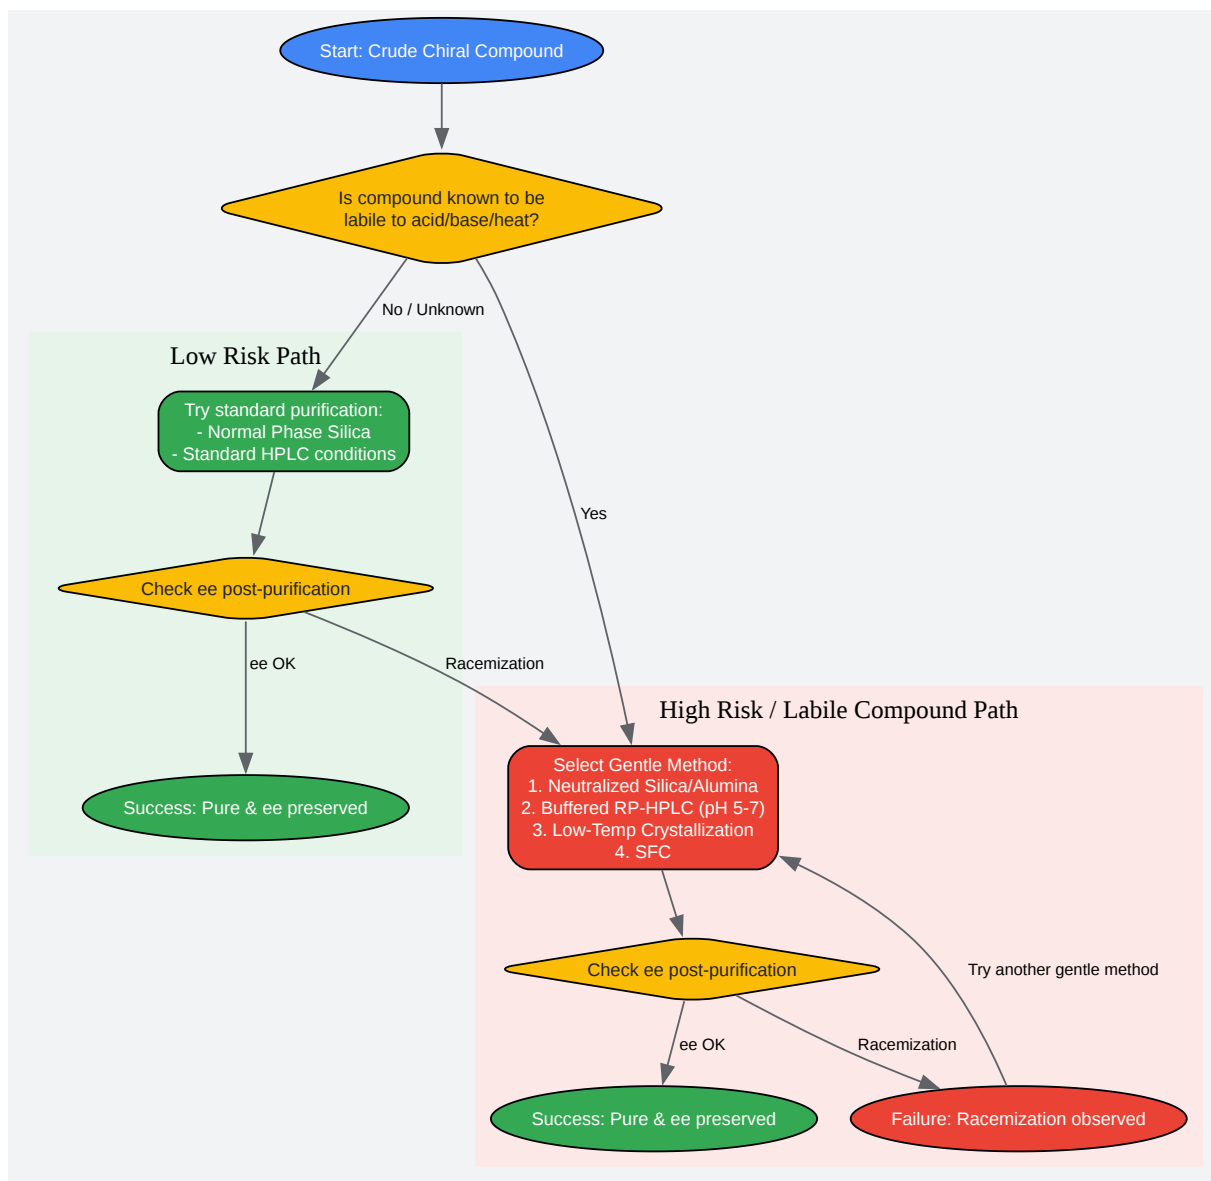 Start: Crude Chiral Compound
Is compound known to be
labile to acid/base/heat?
No / Unknown
Low Risk Path
Try standard purification:
- Normal Phase Silica
- Standard HPLC conditions
Yes
Check ee post-purification
ee OK
Racemization
Success: Pure & ee preserved
High Risk / Labile Compound Path
Select Gentle Method:
1. Neutralized Silica/Alumina
2. Buffered RP-HPLC (pH 5-7)
3. Low-Temp Crystallization
4. SFC
Check ee post-purification
Try another gentle method
ee OK
Racemization
Success: Pure & ee preserved
Failure: Racemization observed